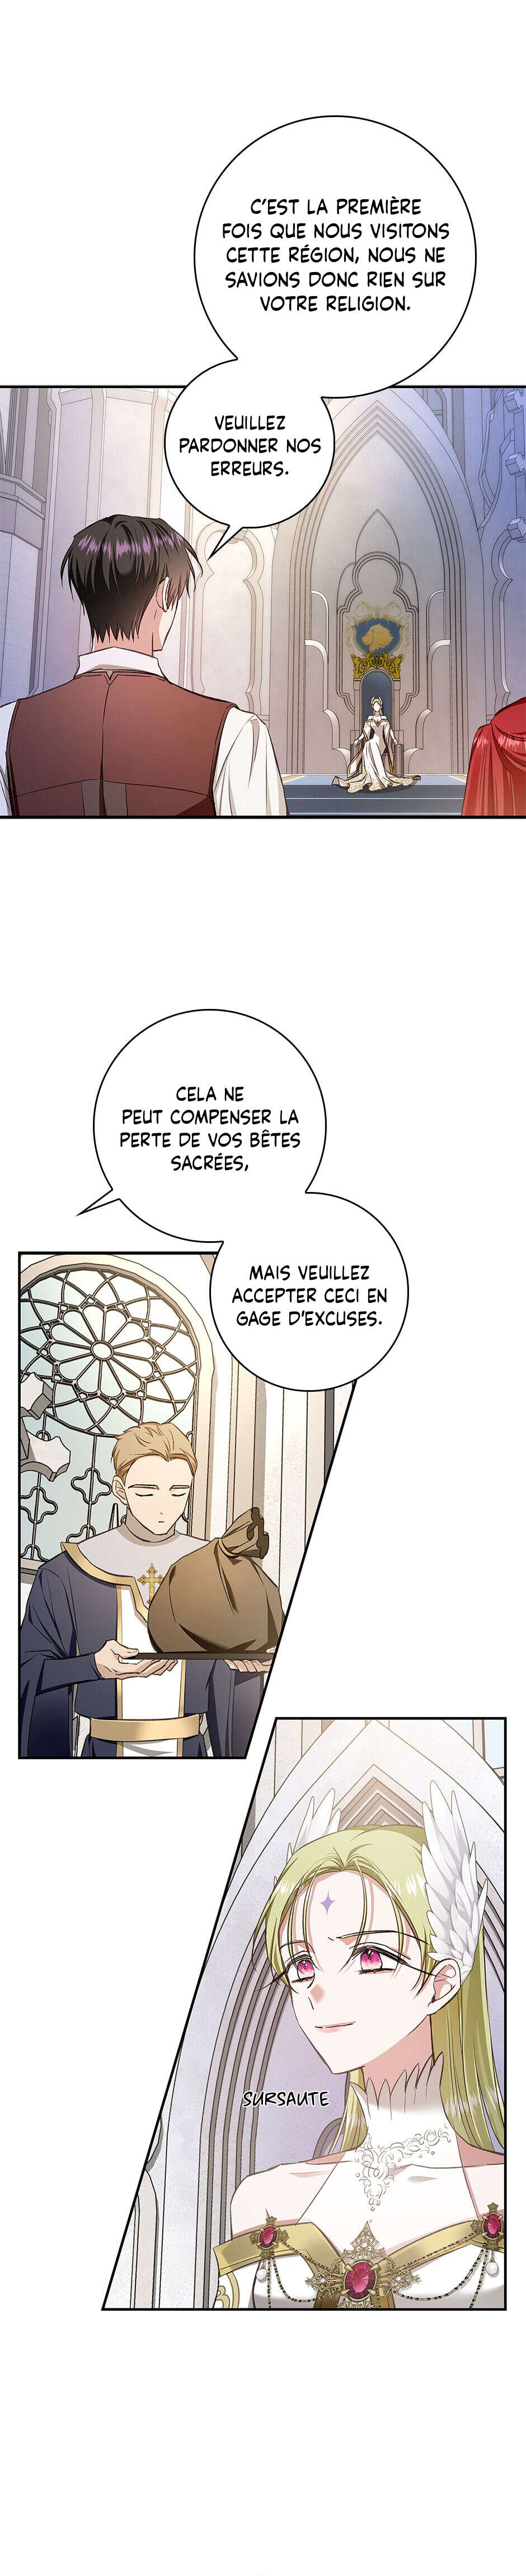 C'EST LA PREMIÈRE
FOIS QUE NOUS VISITONS
CETTE RÉGION, NOUS NE
SAVIONS DONC RIEN SUR
VOTRE RELIGION.
VEUILLEZ
PARDONNER NOS
ERREURS.
CELA NE
PEUT COMPENSER LA
PERTE DE VOS BÊTES
SACRÉES,
MAIS VEUILLEZ
ACCEPTER CECI EN
GAGE D'EXCUSES.
SURSAUTE